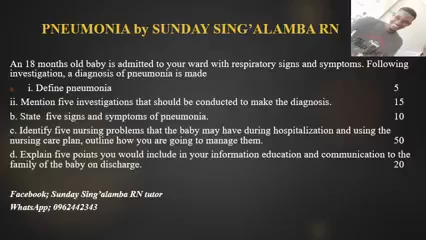 PNEUMONIA by SUNDAY SING'ALAMBA RN
An 18 months old baby is admitted to your ward with respiratory signs and symptoms. Following
investigation, a diagnosis of pneumonia is made
a. i. Define pneumonia 5
ii. Mention five investigations that should be conducted to make the diagnosis. 15
b. State five signs and symptoms of pneumonia. 10
c. Identify five nursing problems that the baby may have during hospitalization and using the
nursing care plan, outline how you are going to manage them. 50
d. Explain five points you would include in your information education and communication to the
family of the baby on discharge. 20
Facebook; Sunday Sing'alamba RN tutor
WhatsApp; 0962442343